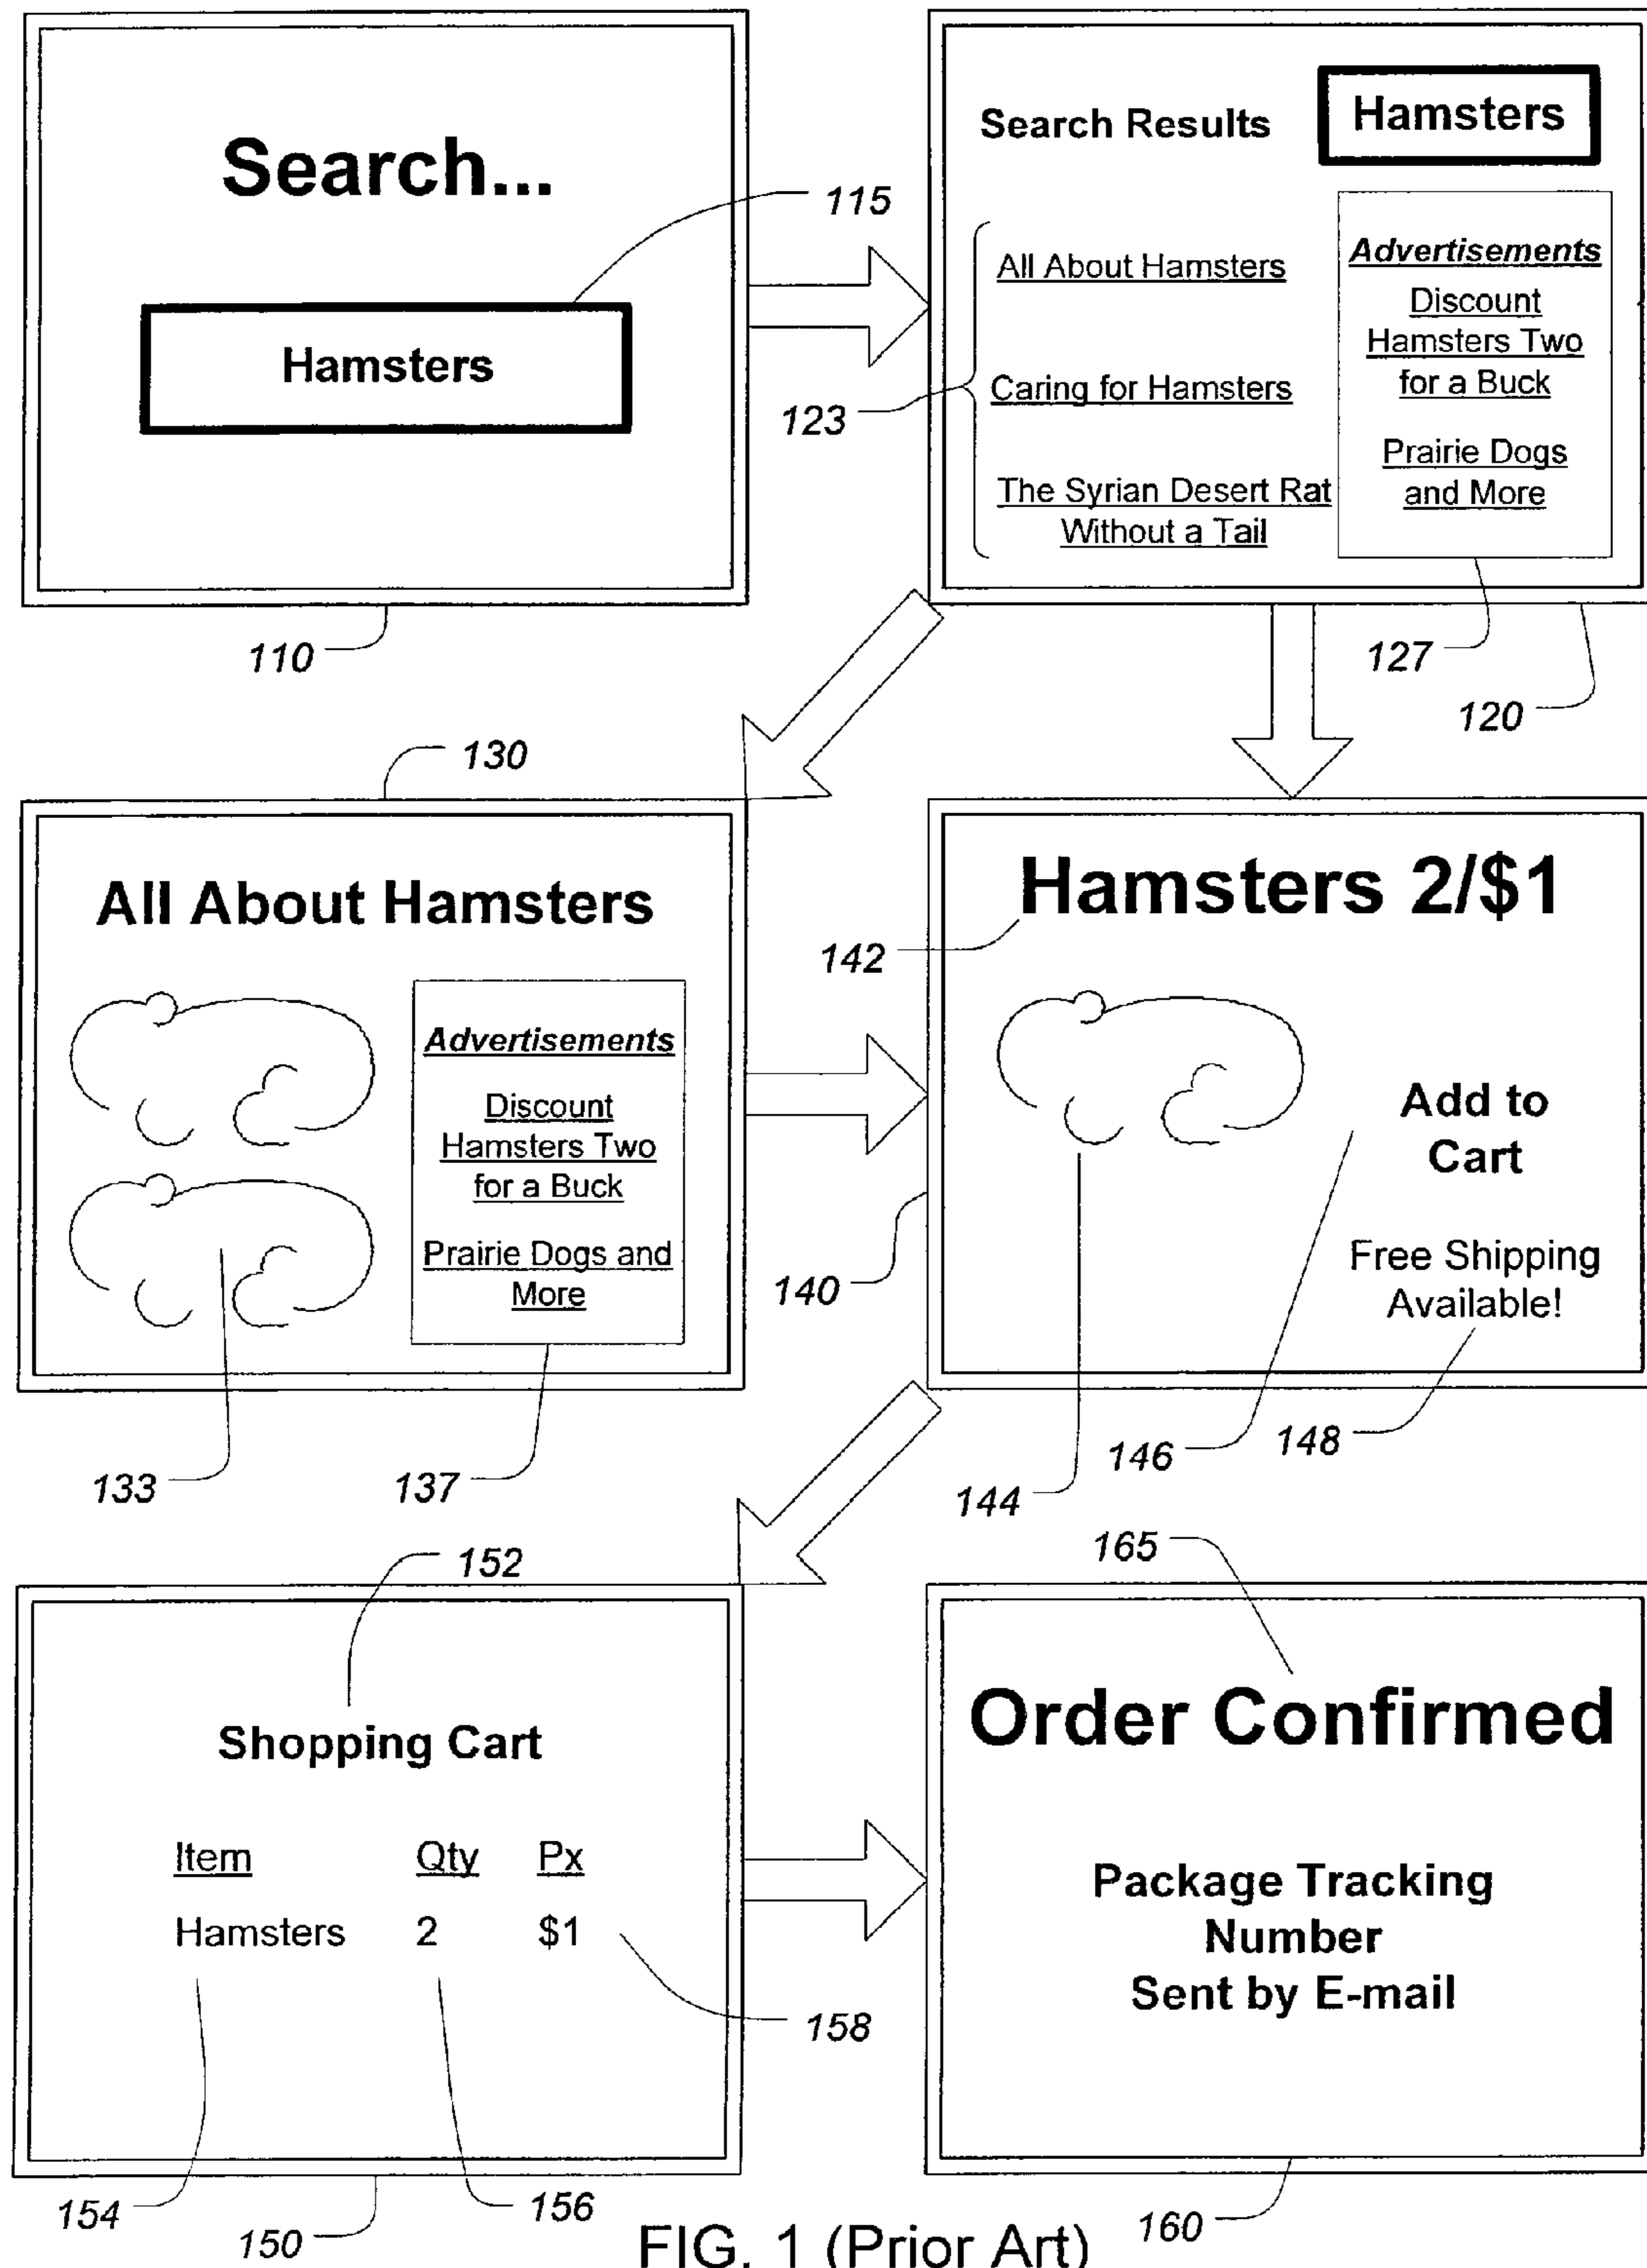 Search...
115
Hamsters
110
Search Results
Hamsters
123
All About Hamsters
Caring for Hamsters
The Syrian Desert Rat
Without a Tail
Advertisements
Discount
Hamsters Two
for a Buck
Prairie Dogs
and More
127
120
130
All About Hamsters
Advertisements
Discount
Hamsters Two
for a Buck
Prairie Dogs and
More
133
137
Hamsters 2/$1
142
Add to
Cart
140
Free Shipping
Available!
146
148
144
152
Shopping Cart
Item Qty Px
Hamsters 2 $1
158
154
156
150
165
Order Confirmed
Package Tracking
Number
Sent by E-mail
160
FIG. 1 (Prior Art)